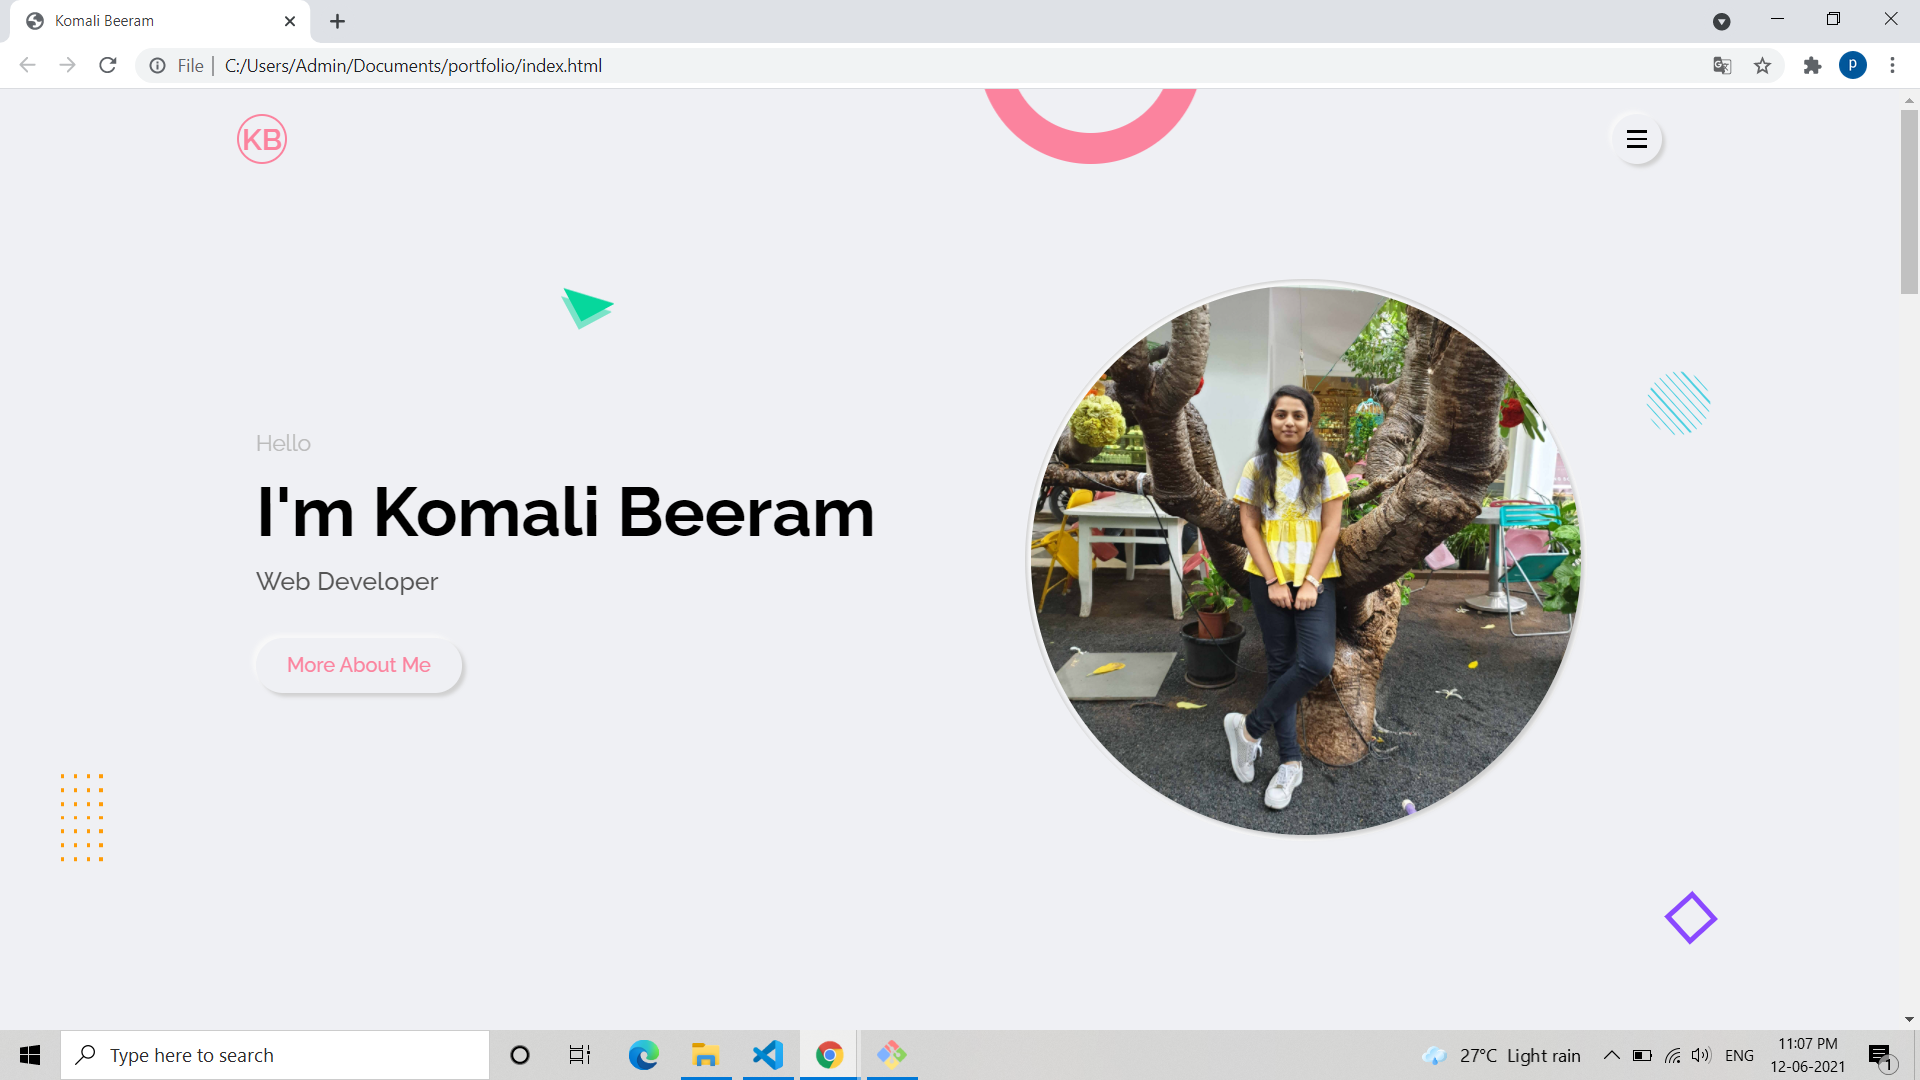 Komali Beeram
File | C:/Users/Admin/Documents/portfolio/index.html
P
KB
Hello
I'm Komali Beeram
Web Developer
More About Me
Type here to search
27°C Light rain
ENG
11:07 PM
12-06-2021
1